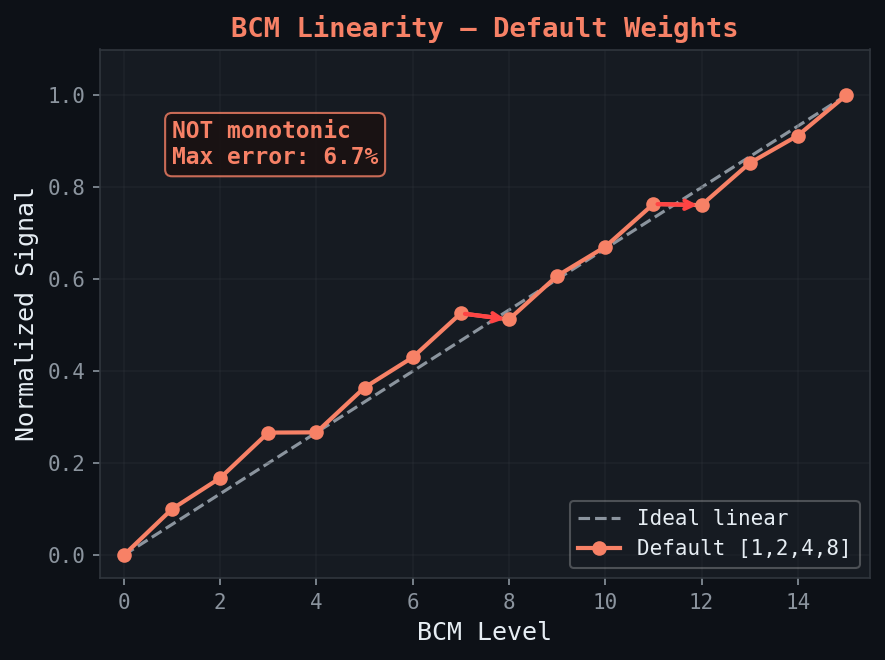 BCM Linearity — Default Weights
NOT monotonic
Max error: 6.7%
Normalized Signal
1.0
0.8
0.6
0.4
0.2
0.0
Ideal linear
Default [1,2,4,8]
0 2 4 6 8 10 12 14
BCM Level